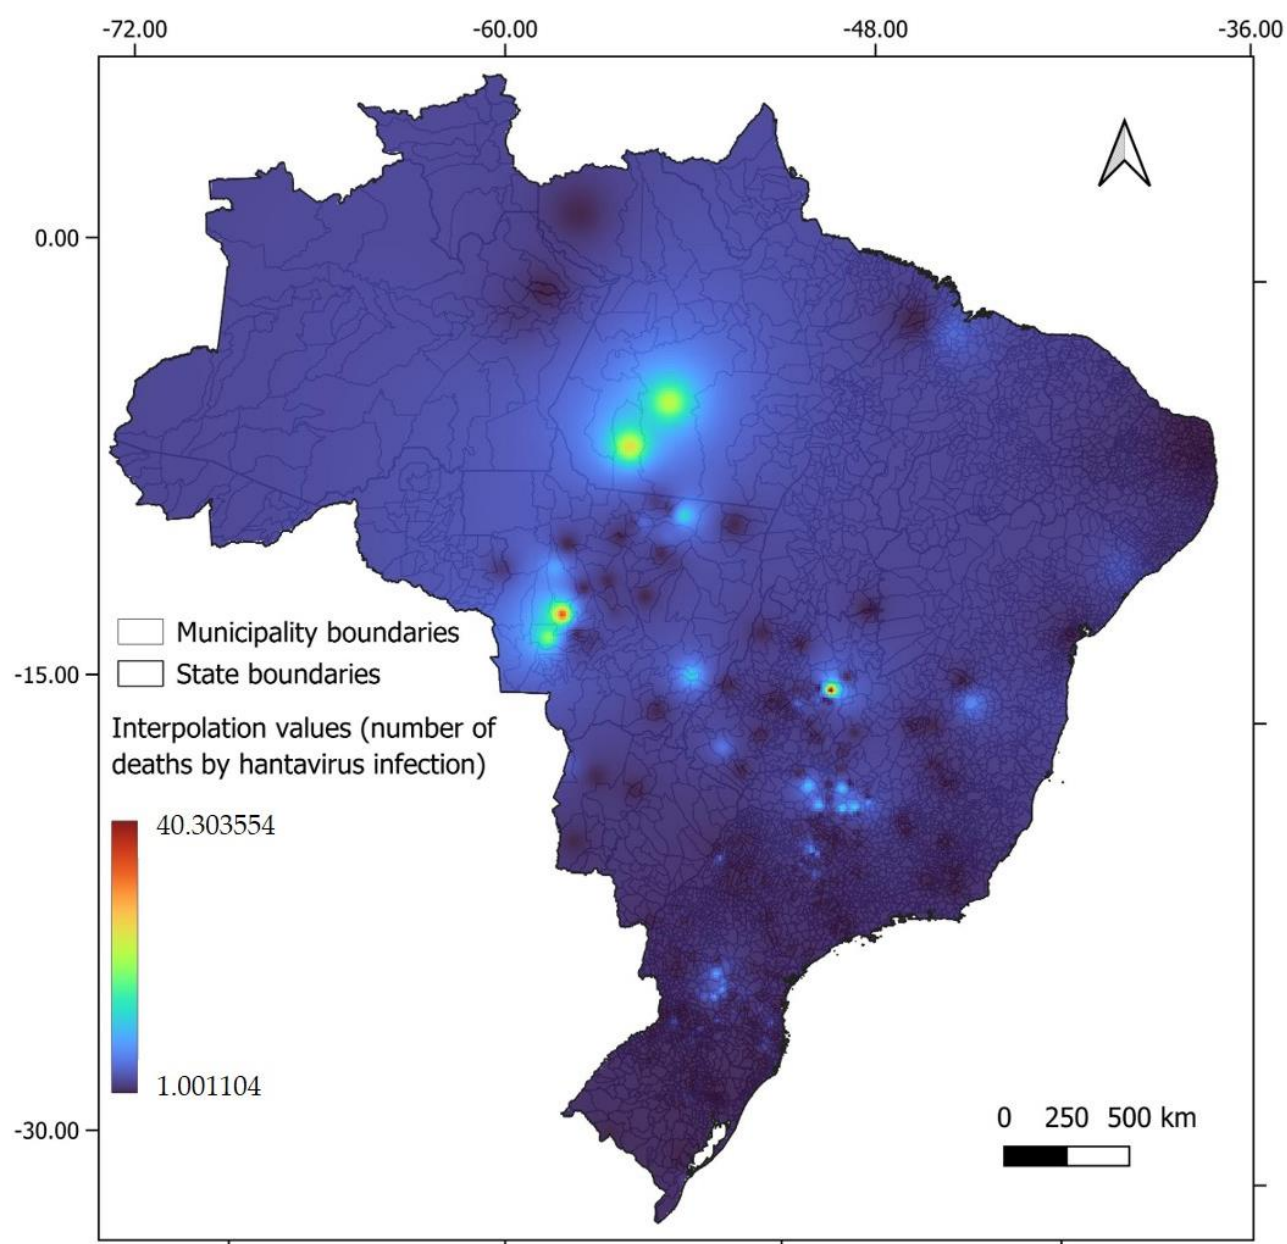 -72.00 -60.00 -48.00 -36.00
0.00
Municipality boundaries
State boundaries
-15.00
Interpolation values (number of
deaths by hantavirus infection)
40.303554
1.001104
0 250 500 km
-30.00